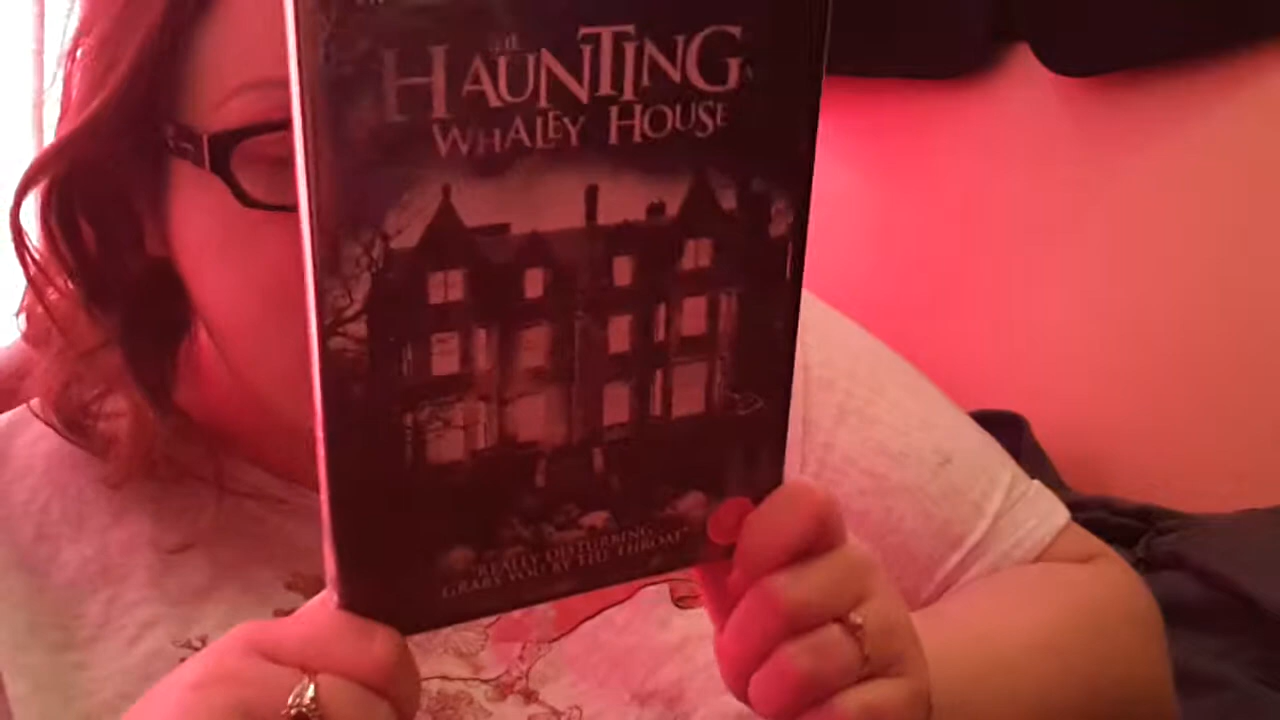 THE
HAUNTING
WHALEY HOUSE
"REALLY DISTURBING,
GRABS YOU BY THE THROAT"